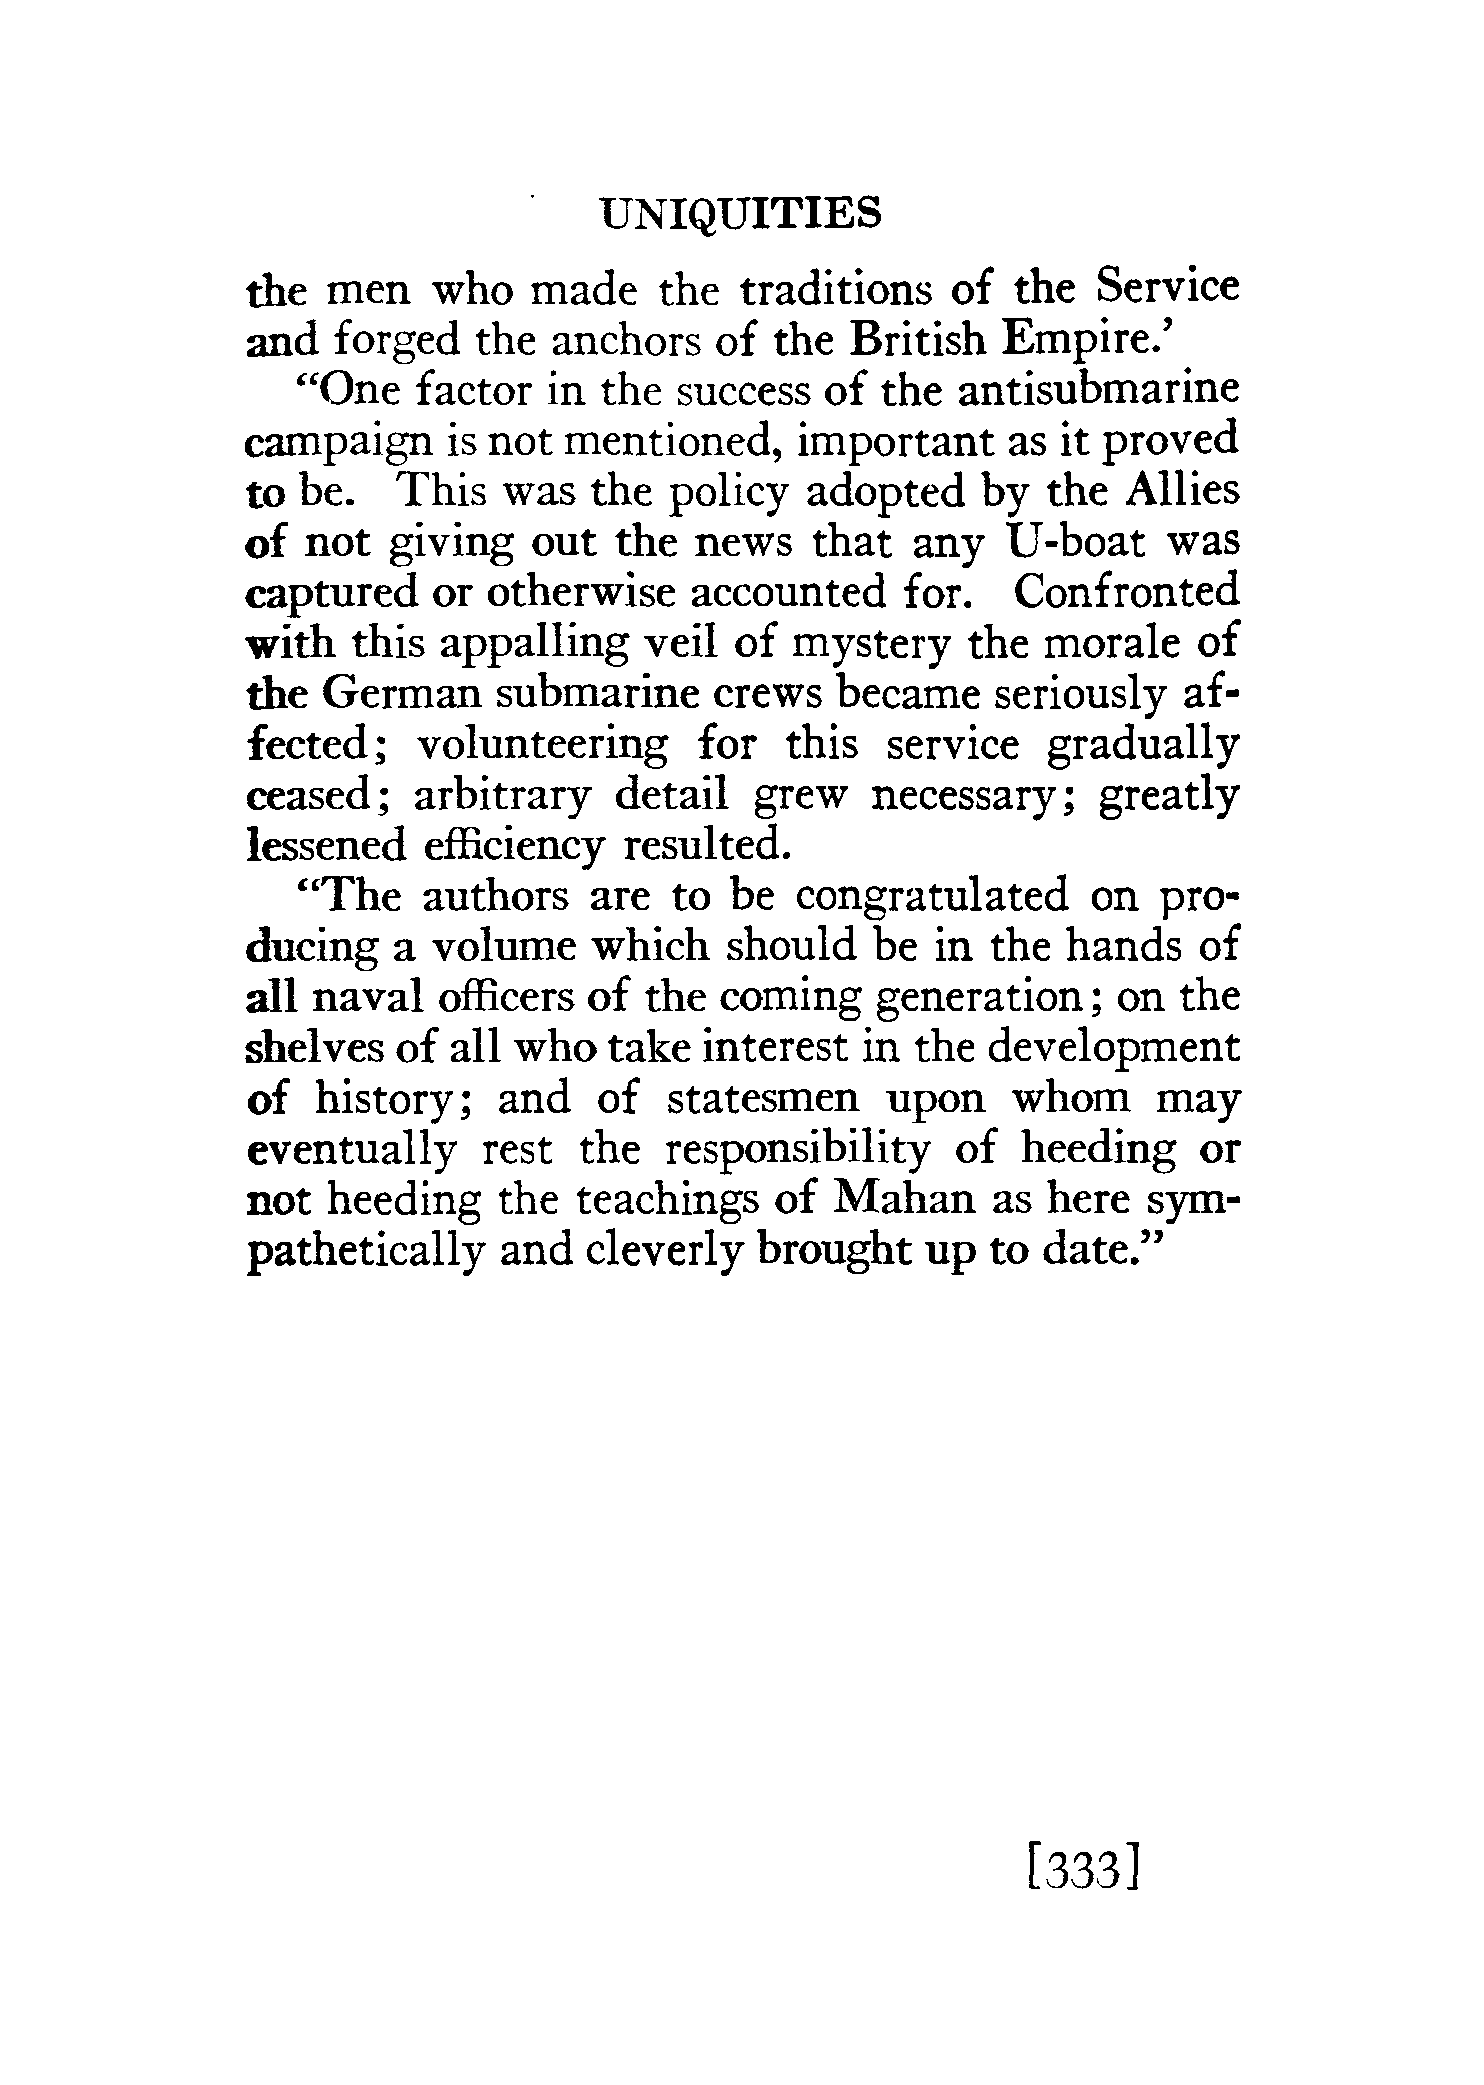 UNIQUITIES
the men who made the traditions of the Service
and forged the anchors of the British Empire.’
“One factor in the success of the antisubmarine
campaign is not mentioned, important as it proved
to be. This was the policy adopted by the Allies
of not giving out the news that any U-boat was
captured or otherwise accounted for. Confronted
with this appalling veil of mystery the morale of
the German submarine crews became seriously af-
fected; volunteering for this service gradually
ceased; arbitrary detail grew necessary; greatly
lessened efficiency resulted.
“The authors are to be congratulated on pro-
ducing a volume which should be in the hands of
all naval officers of the coming generation; on the
shelves of all who take interest in the development
of history; and of statesmen upon whom may
eventually rest the responsibility of heeding or
not heeding the teachings of Mahan as here sym-
pathetically and cleverly brought up to date.”
[333]